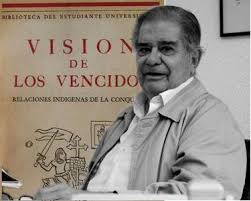 BIBLIOTECA DEL ESTUDIANTE UNIVERSI
VISION
DE
LOS VENCIDO
RELACIONES INDIGENAS DE LA CONQU